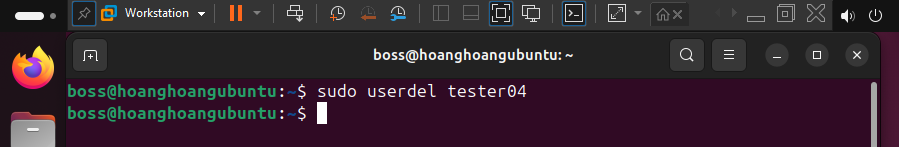 Workstation
boss@hoanghoangubuntu: ~
boss@hoanghoangubuntu:~$ sudo userdel tester04
boss@hoanghoangubuntu:~$